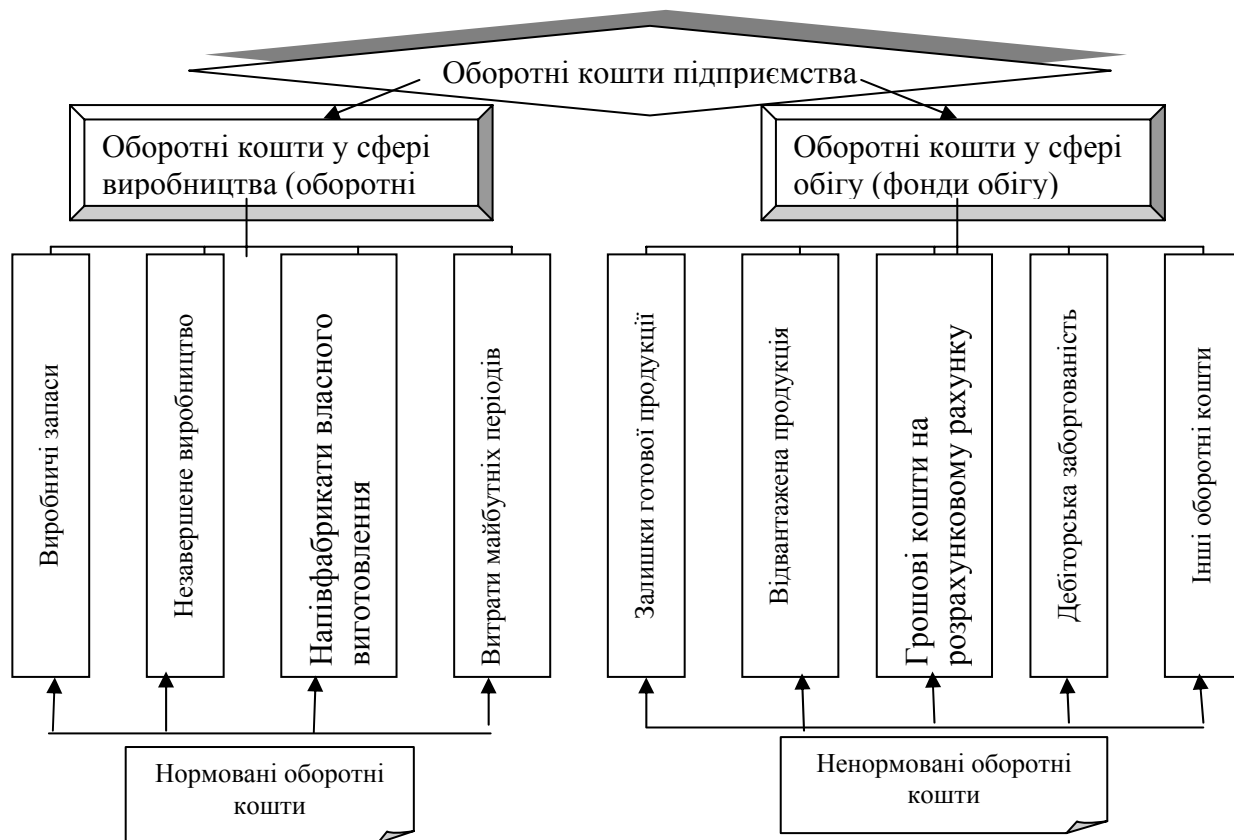 Оборотні кошти підприємства
Оборотні кошти у сфері
виробництва (оборотні
Оборотні кошти у сфері
обігу (фонди обігу)
Виробничі запаси
Незавершене виробництво
Напівфабрикати власного
виготовлення
Витрати майбутніх періодів
Залишки готової продукції
Відвантажена продукція
Грошові кошти на
розрахунковому рахунку
Дебіторська заборгованість
Інші оборотні кошти
Нормовані оборотні
кошти
Ненормовані оборотні
кошти